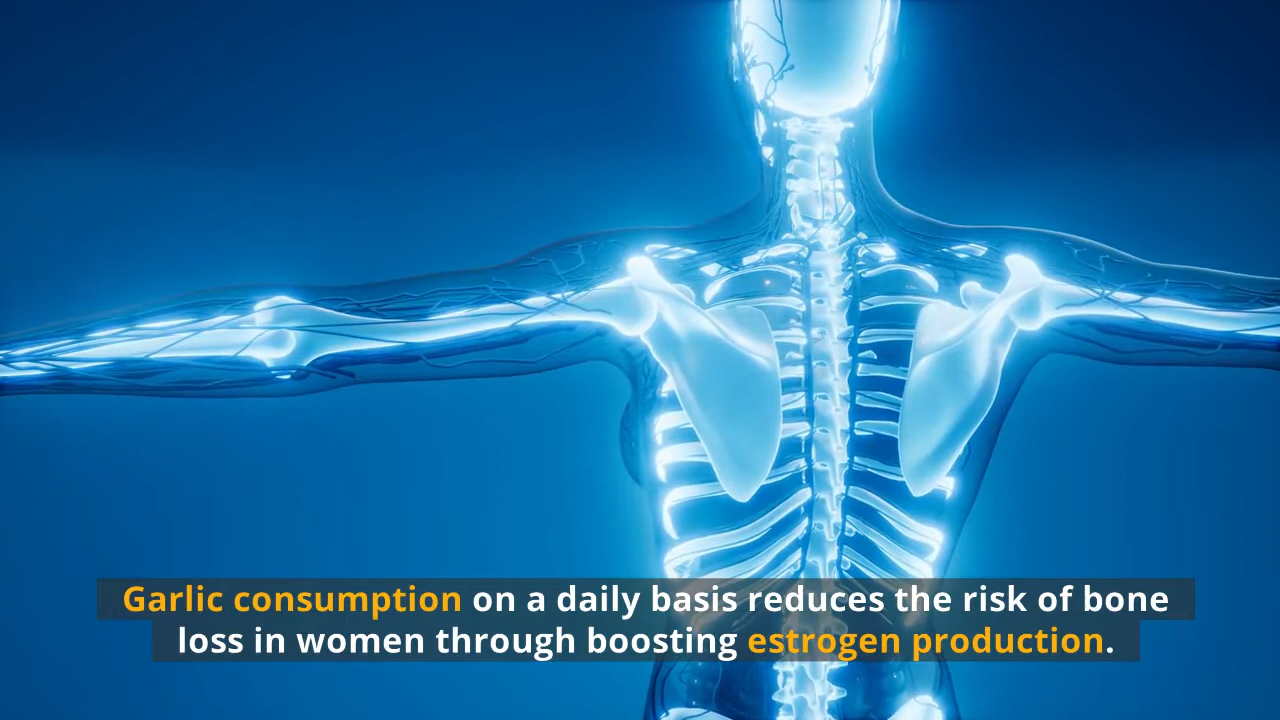 Garlic consumption on a daily basis reduces the risk of bone
loss in women through boosting estrogen production.